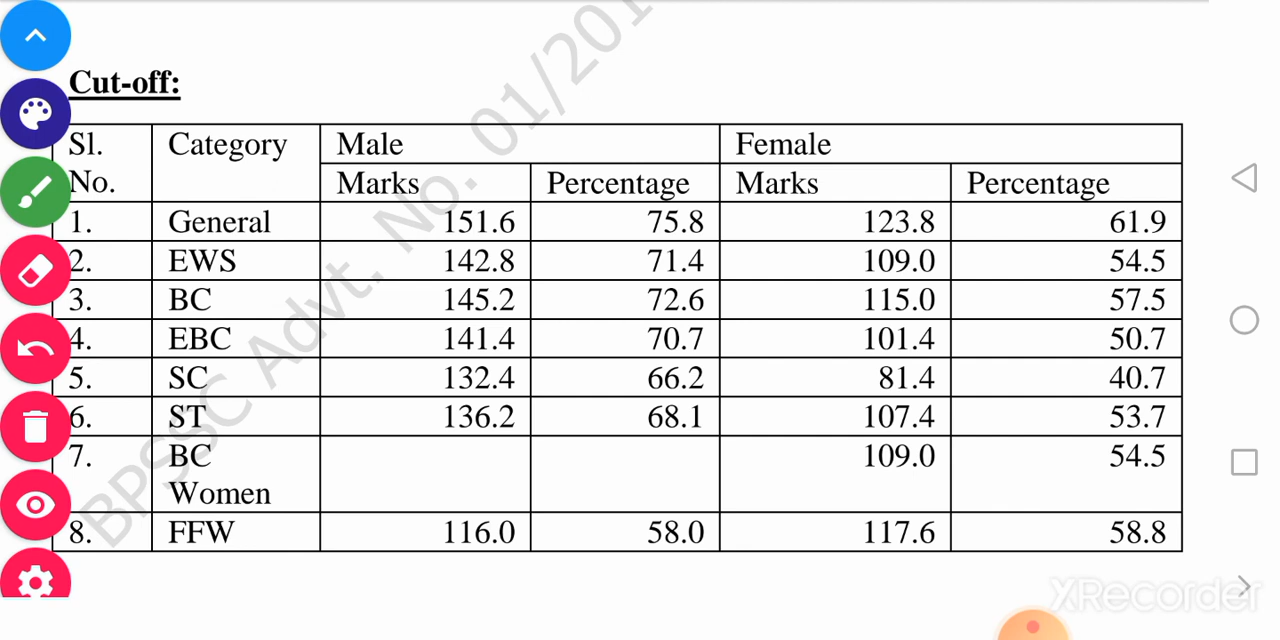 Cut-off:
Sl. Category Male Female
No. Marks Percentage Marks Percentage
1. General 151.6 75.8 123.8 61.9
2. EWS 142.8 71.4 109.0 54.5
3. BC 145.2 72.6 115.0 57.5
4. EBC 141.4 70.7 101.4 50.7
5. SC 132.4 66.2 81.4 40.7
6. ST 136.2 68.1 107.4 53.7
7. BC 109.0 54.5
Women
8. FFW 116.0 58.0 117.6 58.8
BPSSC Advt. No.
XRecorder